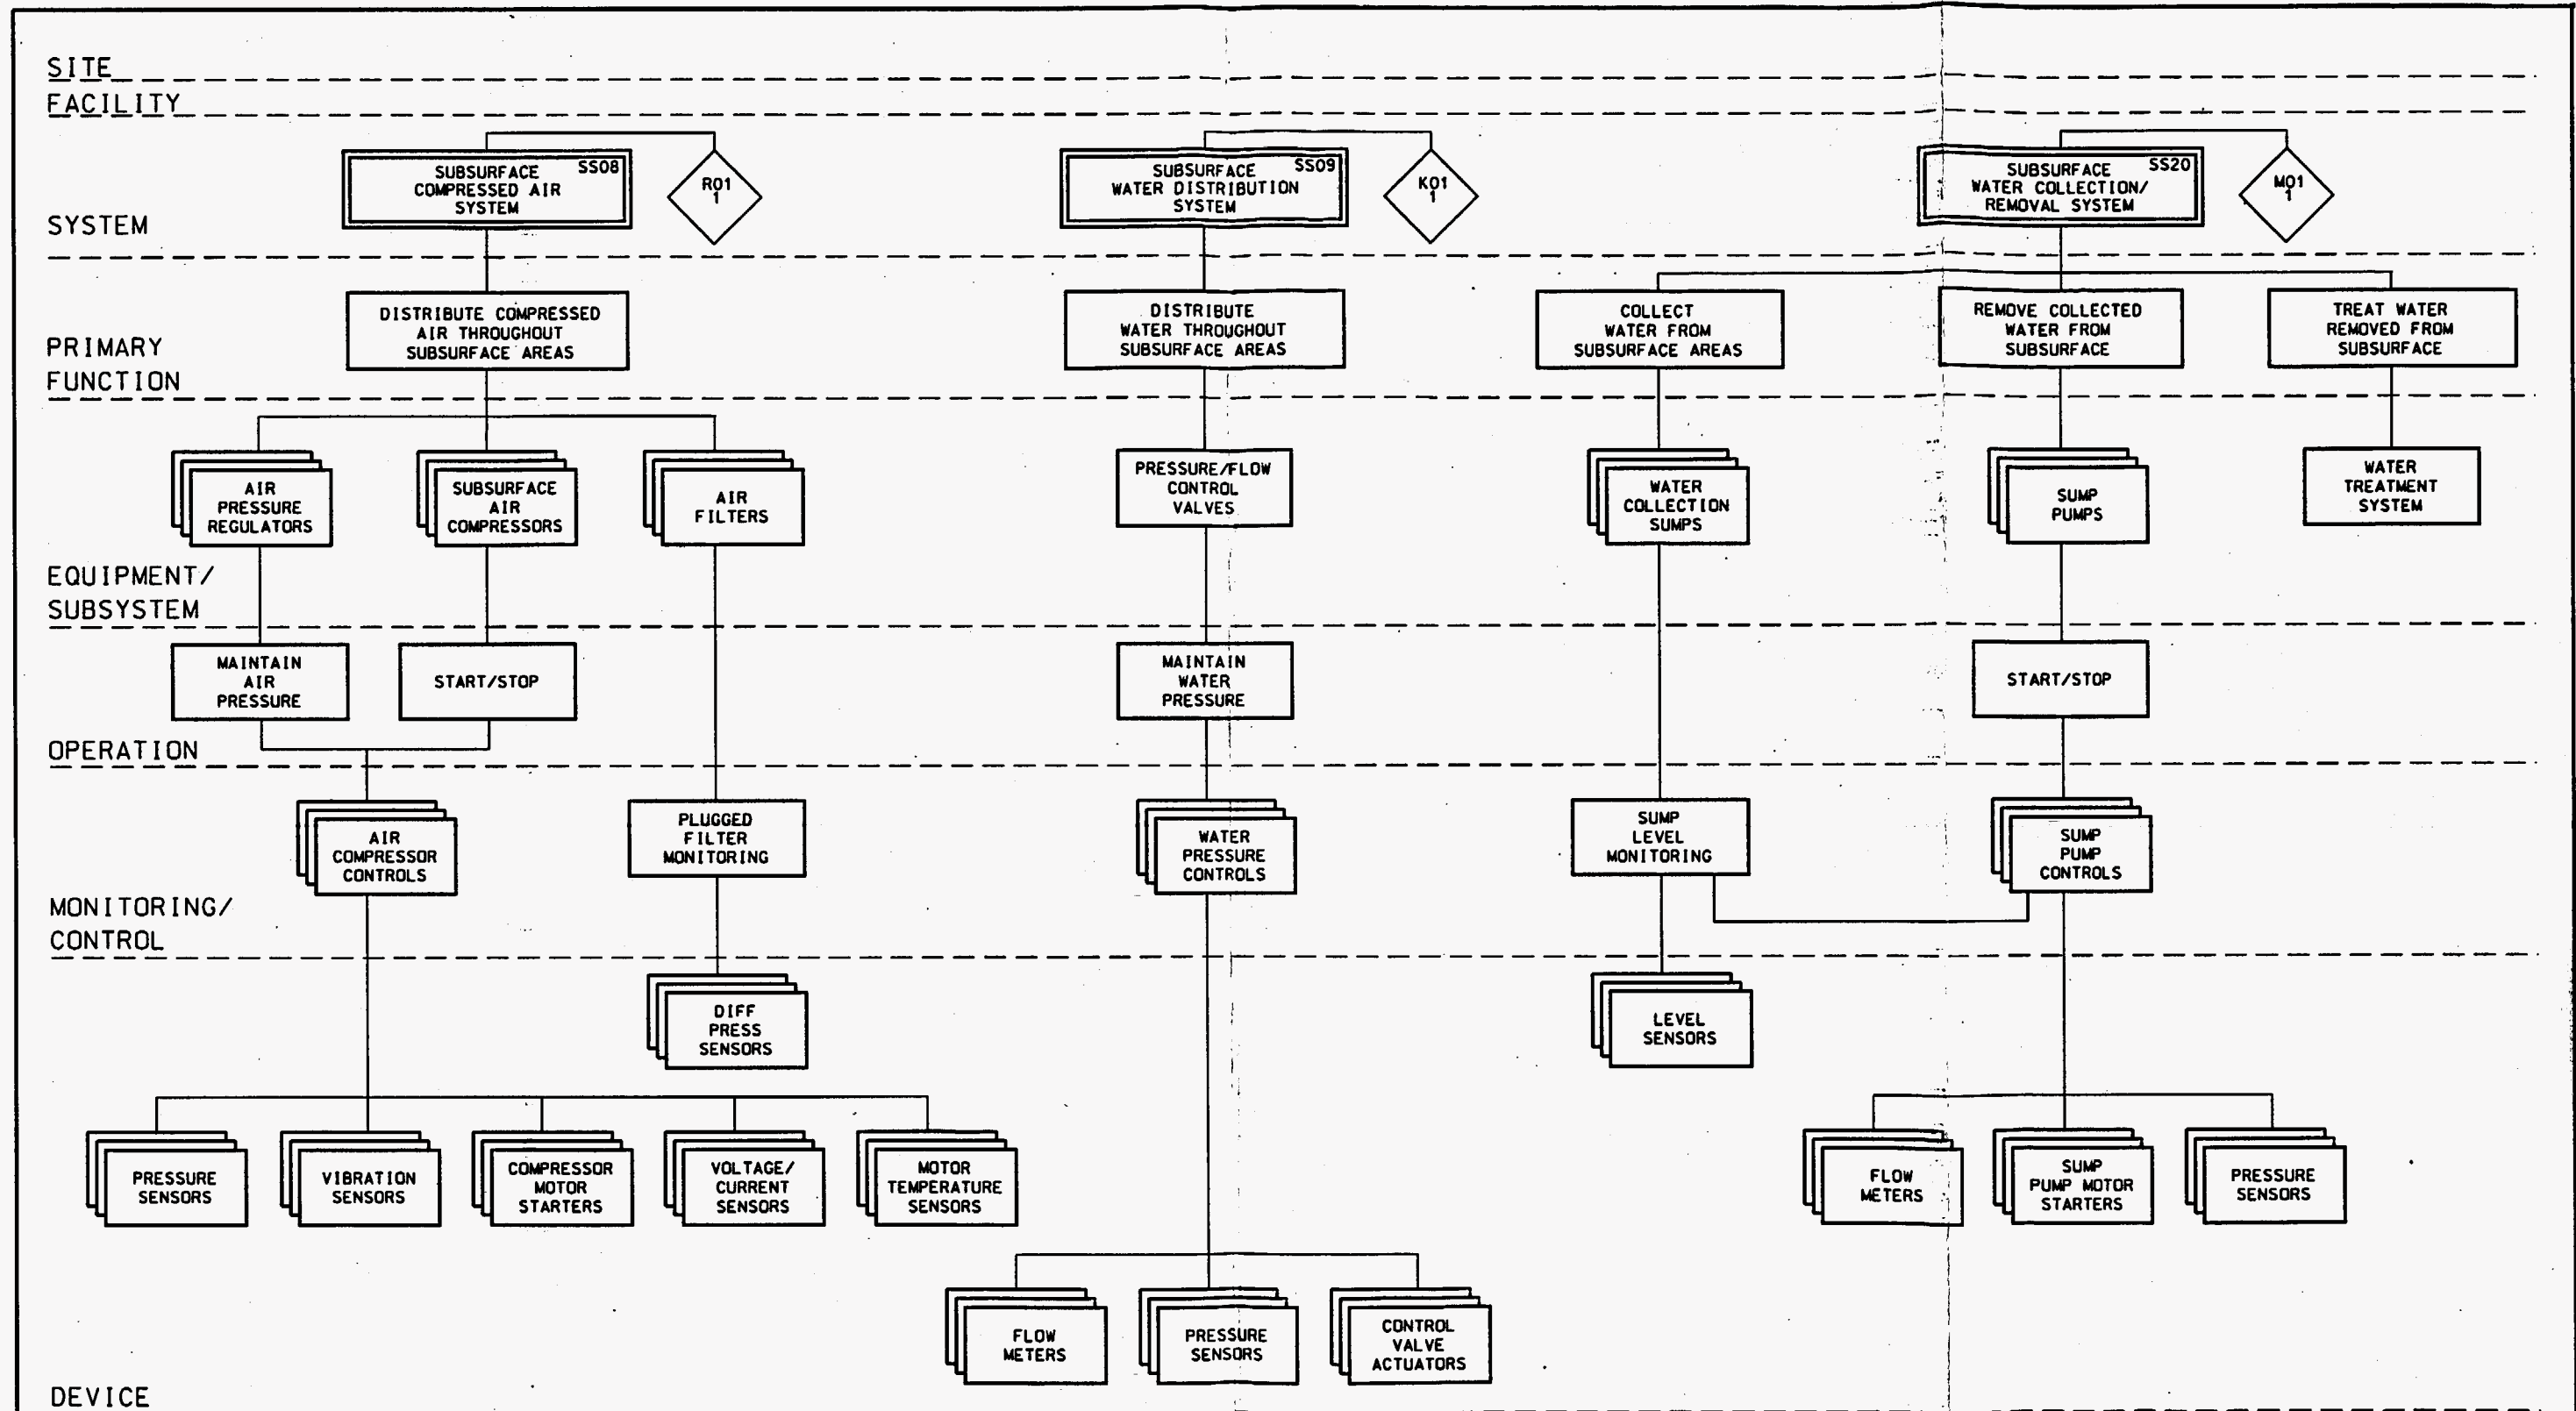 SITE
FACILITY
SUBSURFACE SS08
COMPRESSED AIR
SYSTEM
R01
1
SUBSURFACE SS09
WATER DISTRIBUTION
SYSTEM
K01
1
SUBSURFACE SS20
WATER COLLECTION/
REMOVAL SYSTEM
M01
1
SYSTEM
DISTRIBUTE COMPRESSED
AIR THROUGHOUT
SUBSURFACE AREAS
DISTRIBUTE
WATER THROUGHOUT
SUBSURFACE AREAS
COLLECT
WATER FROM
SUBSURFACE AREAS
REMOVE COLLECTED
WATER FROM
SUBSURFACE
TREAT WATER
REMOVED FROM
SUBSURFACE
PRIMARY
FUNCTION
AIR
PRESSURE
REGULATORS
SUBSURFACE
AIR
COMPRESSORS
AIR
FILTERS
PRESSURE/FLOW
CONTROL
VALVES
WATER
COLLECTION
SUMPS
SUMP
PUMPS
WATER
TREATMENT
SYSTEM
EQUIPMENT/
SUBSYSTEM
MAINTAIN
AIR
PRESSURE
START/STOP
MAINTAIN
WATER
PRESSURE
START/STOP
OPERATION
AIR
COMPRESSOR
CONTROLS
PLUGGED
FILTER
MONITORING
WATER
PRESSURE
CONTROLS
SUMP
LEVEL
MONITORING
SUMP
PUMP
CONTROLS
MONITORING/
CONTROL
DIFF
PRESS
SENSORS
LEVEL
SENSORS
PRESSURE
SENSORS
VIBRATION
SENSORS
COMPRESSOR
MOTOR
STARTERS
VOLTAGE/
CURRENT
SENSORS
MOTOR
TEMPERATURE
SENSORS
FLOW
METERS
SUMP
PUMP MOTOR
STARTERS
PRESSURE
SENSORS
FLOW
METERS
PRESSURE
SENSORS
CONTROL
VALVE
ACTUATORS
DEVICE